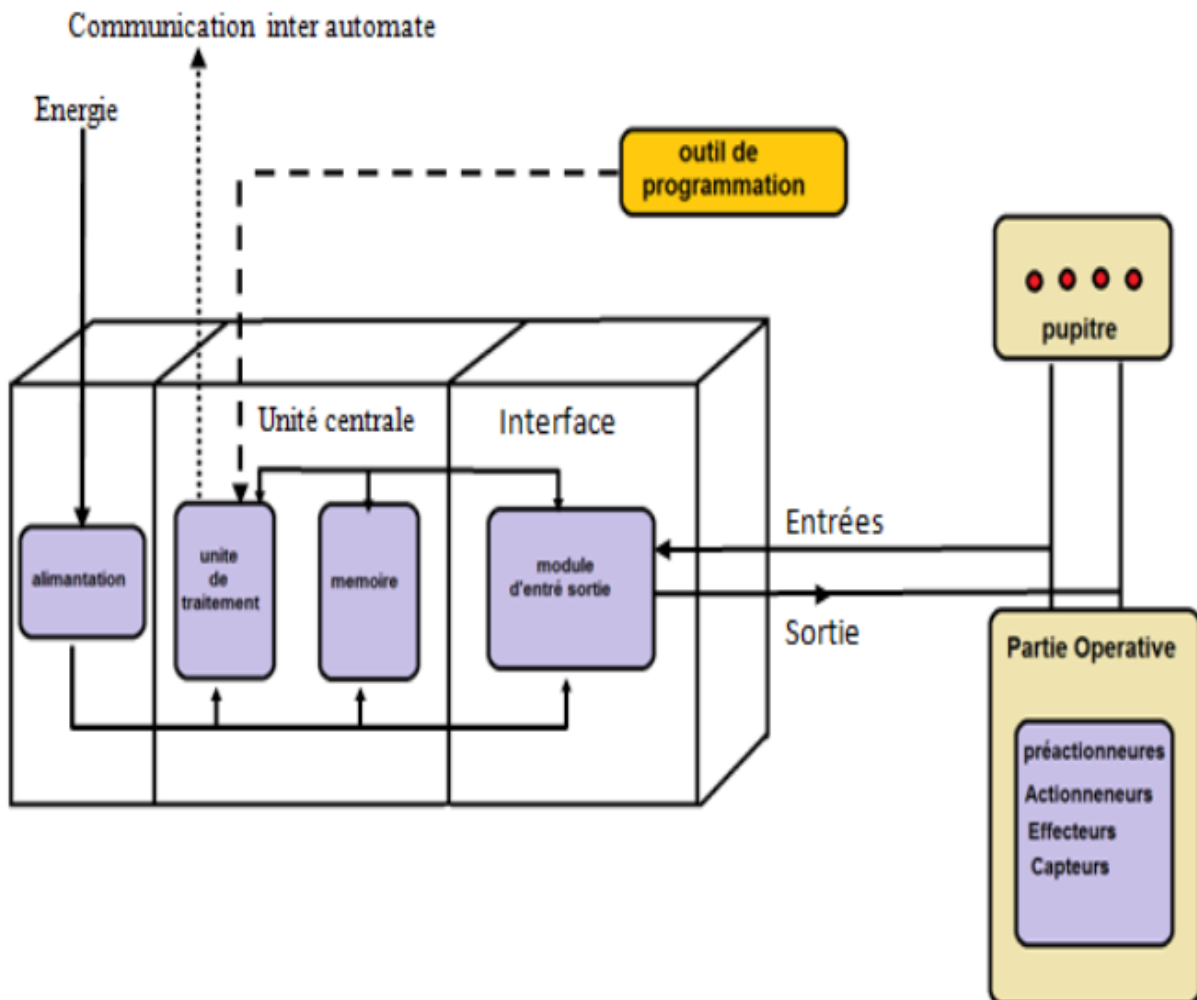 Communication inter automate
Energie
outil de
programmation
pupitre
Unité centrale
Interface
alimantation
unite
de
traitement
memoire
module
d'entré sortie
Entrées
Sortie
Partie Operative
préactionneures
Actionneneurs
Effecteurs
Capteurs